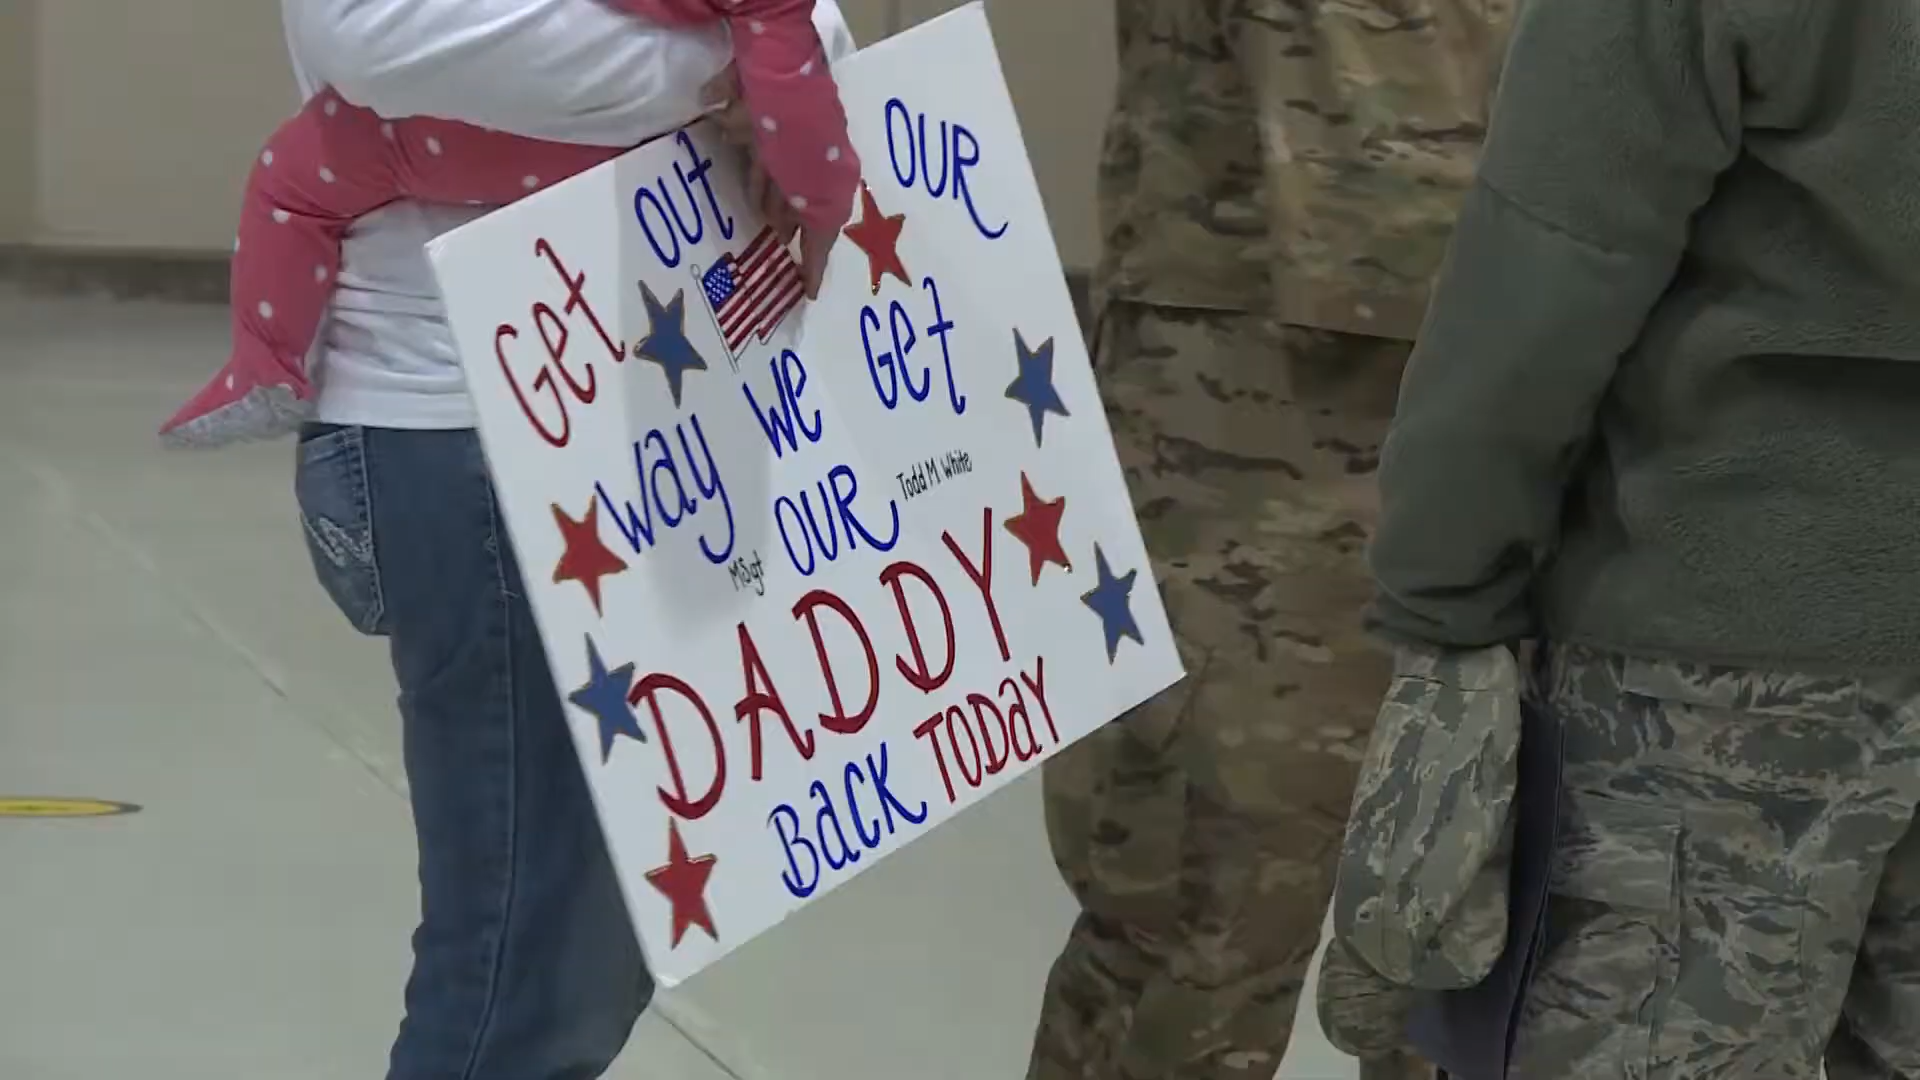 Get out OUR
way we Get
OUR
MSgt Todd M White
DADDY
Back TODaY